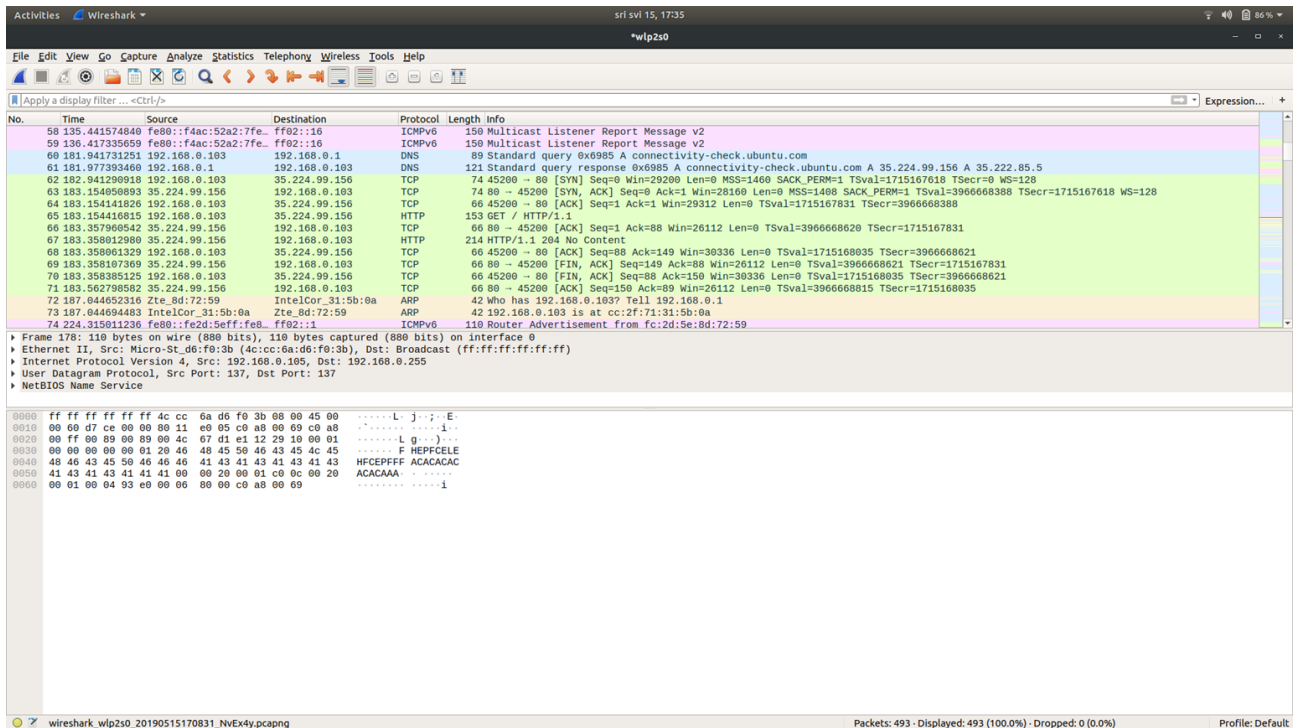 Activities Wireshark sri svi 15, 17:35 86 %
*wlp2s0
File Edit View Go Capture Analyze Statistics Telephony Wireless Tools Help
Apply a display filter ... <Ctrl-/> Expression... +
No. Time Source Destination Protocol Length Info
58 135.441574840 fe80::f4ac:52a2:7fe… ff02::16 ICMPv6 150 Multicast Listener Report Message v2
59 136.417335659 fe80::f4ac:52a2:7fe… ff02::16 ICMPv6 150 Multicast Listener Report Message v2
60 181.941731251 192.168.0.103 192.168.0.1 DNS 89 Standard query 0x6985 A connectivity-check.ubuntu.com
61 181.977393460 192.168.0.1 192.168.0.103 DNS 121 Standard query response 0x6985 A connectivity-check.ubuntu.com A 35.224.99.156 A 35.222.85.5
62 182.941290918 192.168.0.103 35.224.99.156 TCP 74 45200 → 80 [SYN] Seq=0 Win=29200 Len=0 MSS=1460 SACK_PERM=1 TSval=1715167618 TSecr=0 WS=128
63 183.154050893 35.224.99.156 192.168.0.103 TCP 74 80 → 45200 [SYN, ACK] Seq=0 Ack=1 Win=28160 Len=0 MSS=1408 SACK_PERM=1 TSval=3966668388 TSecr=1715167618 WS=128
64 183.154141826 192.168.0.103 35.224.99.156 TCP 66 45200 → 80 [ACK] Seq=1 Ack=1 Win=29312 Len=0 TSval=1715167831 TSecr=3966668388
65 183.154416815 192.168.0.103 35.224.99.156 HTTP 153 GET / HTTP/1.1
66 183.357960542 35.224.99.156 192.168.0.103 TCP 66 80 → 45200 [ACK] Seq=1 Ack=88 Win=26112 Len=0 TSval=3966668620 TSecr=1715167831
67 183.358012980 35.224.99.156 192.168.0.103 HTTP 214 HTTP/1.1 204 No Content
68 183.358061329 192.168.0.103 35.224.99.156 TCP 66 45200 → 80 [ACK] Seq=88 Ack=149 Win=30336 Len=0 TSval=1715168035 TSecr=3966668621
69 183.358107369 35.224.99.156 192.168.0.103 TCP 66 80 → 45200 [FIN, ACK] Seq=149 Ack=88 Win=26112 Len=0 TSval=3966668621 TSecr=1715167831
70 183.358385125 192.168.0.103 35.224.99.156 TCP 66 45200 → 80 [FIN, ACK] Seq=88 Ack=150 Win=30336 Len=0 TSval=1715168035 TSecr=3966668621
71 183.562798582 35.224.99.156 192.168.0.103 TCP 66 80 → 45200 [ACK] Seq=150 Ack=89 Win=26112 Len=0 TSval=3966668815 TSecr=1715168035
72 187.044652316 Zte_8d:72:59 IntelCor_31:5b:0a ARP 42 Who has 192.168.0.103? Tell 192.168.0.1
73 187.044694483 IntelCor_31:5b:0a Zte_8d:72:59 ARP 42 192.168.0.103 is at cc:2f:71:31:5b:0a
74 224.315011236 fe80::fe2d:5eff:fe8… ff02::1 ICMPv6 110 Router Advertisement from fc:2d:5e:8d:72:59
Frame 178: 110 bytes on wire (880 bits), 110 bytes captured (880 bits) on interface 0
Ethernet II, Src: Micro-St_d6:f0:3b (4c:cc:6a:d6:f0:3b), Dst: Broadcast (ff:ff:ff:ff:ff:ff)
Internet Protocol Version 4, Src: 192.168.0.105, Dst: 192.168.0.255
User Datagram Protocol, Src Port: 137, Dst Port: 137
NetBIOS Name Service
0000 ff ff ff ff ff ff 4c cc 6a d6 f0 3b 08 00 45 00 ······L· j··;··E·
0010 00 60 d7 ce 00 00 80 11 e0 05 c0 a8 00 69 c0 a8 ·`······ ·····i··
0020 00 ff 00 89 00 89 00 4c 67 d1 e1 12 29 10 00 01 ·······L g···)···
0030 00 00 00 00 00 01 20 46 48 45 50 46 43 45 4c 45 ······ F HEPFCELE
0040 48 46 43 45 50 46 46 46 41 43 41 43 41 43 41 43 HFCEPFFF ACACACAC
0050 41 43 41 43 41 41 41 00 00 20 00 01 c0 0c 00 20 ACACAAA· · ·····
0060 00 01 00 04 93 e0 00 06 80 00 c0 a8 00 69 ········ ·····i
wireshark_wlp2s0_20190515170831_NvEx4y.pcapng Packets: 493 · Displayed: 493 (100.0%) · Dropped: 0 (0.0%) Profile: Default